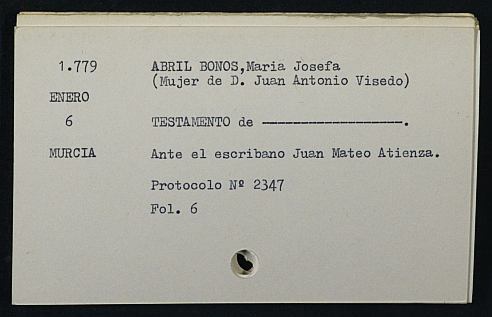 1.779 ABRIL BONOS,Maria Josefa
(Mujer de D. Juan Antonio Visedo)
ENERO
6 TESTAMENTO de ——————————.
MURCIA Ante el escribano Juan Mateo Atienza.
Protocolo Nº 2347
Fol. 6